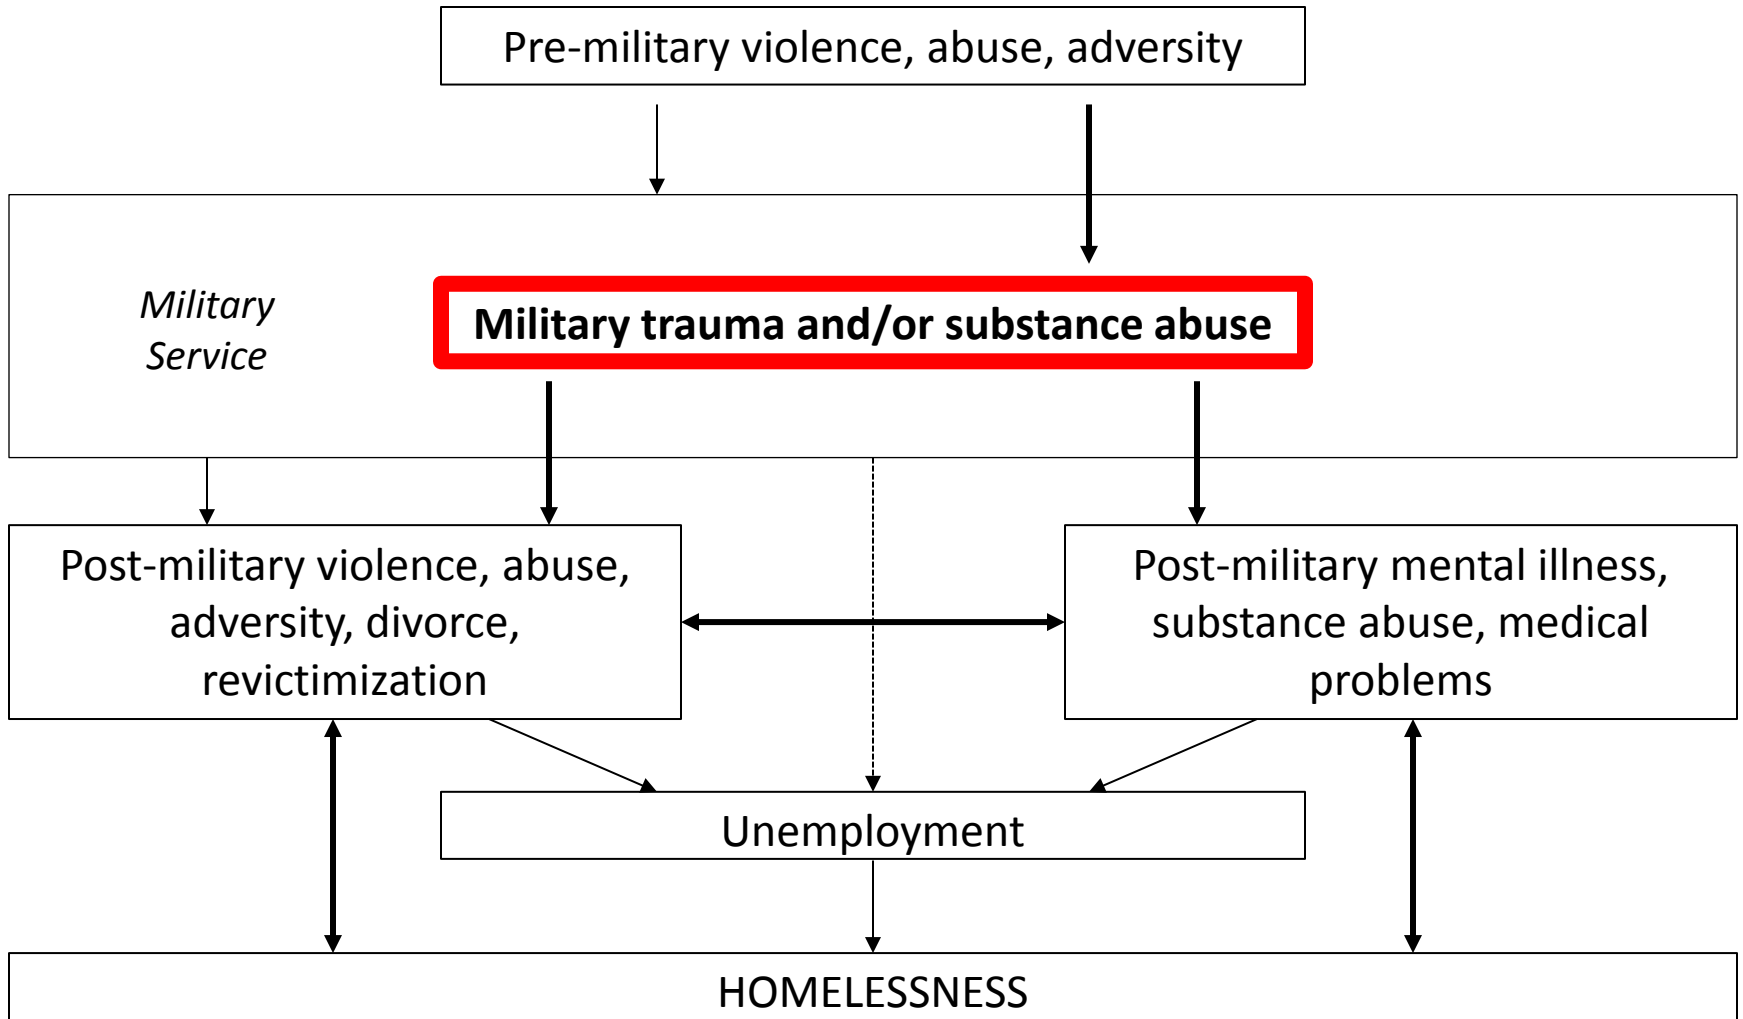 Pre-military violence, abuse, adversity
Military
Service
Military trauma and/or substance abuse
Post-military violence, abuse,
adversity, divorce,
revictimization
Post-military mental illness,
substance abuse, medical
problems
Unemployment
HOMELESSNESS